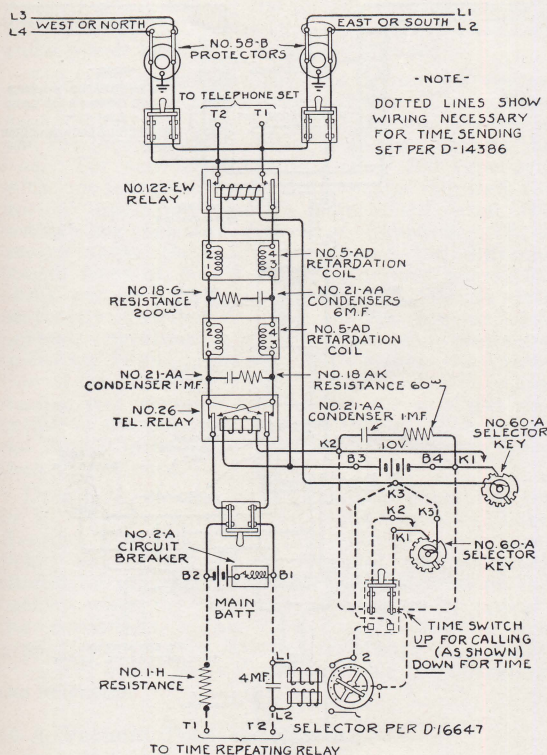 L3
L4
WEST OR NORTH
L1
L2
EAST OR SOUTH
NO. 58-B
PROTECTORS
TO TELEPHONE SET
T2 T1
- NOTE -
DOTTED LINES SHOW
WIRING NECESSARY
FOR TIME SENDING
SET PER D-14386
NO. 122-EW
RELAY
2
1
4
3
NO. 5-AD
RETARDATION
COIL
NO. 18-G
RESISTANCE
200ω
NO. 21-AA
CONDENSERS
6 M.F.
2
1
4
3
NO. 5-AD
RETARDATION
COIL
NO. 21-AA
CONDENSER 1-M.F.
NO. 18 AK
RESISTANCE 60ω
NO. 26
TEL. RELAY
NO. 21-AA
CONDENSER 1M.F.
NO. 60-A
SELECTOR
KEY
K2 10V. K1
B3 B4
K3
K2
K1
K3
NO. 60-A
SELECTOR
KEY
NO. 2-A
CIRCUIT
BREAKER
B2 B1
MAIN
BATT
TIME SWITCH
UP FOR CALLING
(AS SHOWN)
DOWN FOR TIME
NO. 1-H
RESISTANCE
4 M.F.
L1
L2
2
1
T1 T2
SELECTOR PER D-16647
TO TIME REPEATING RELAY